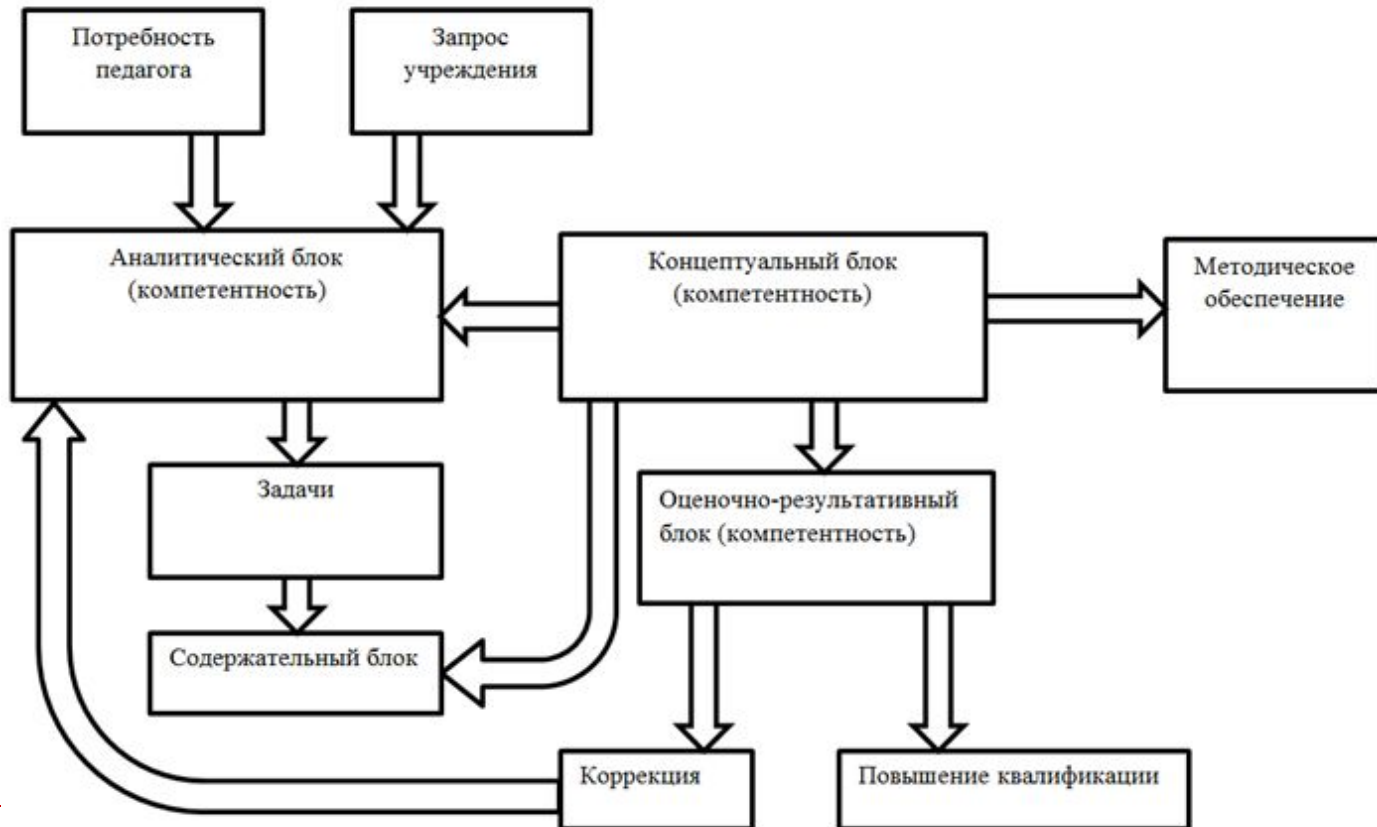 Потребность
педагога
Запрос
учреждения
Аналитический блок
(компетентность)
Концептуальный блок
(компетентность)
Методическое
обеспечение
Задачи
Оценочно-результативный
блок (компетентность)
Содержательный блок
Коррекция
Повышение квалификации